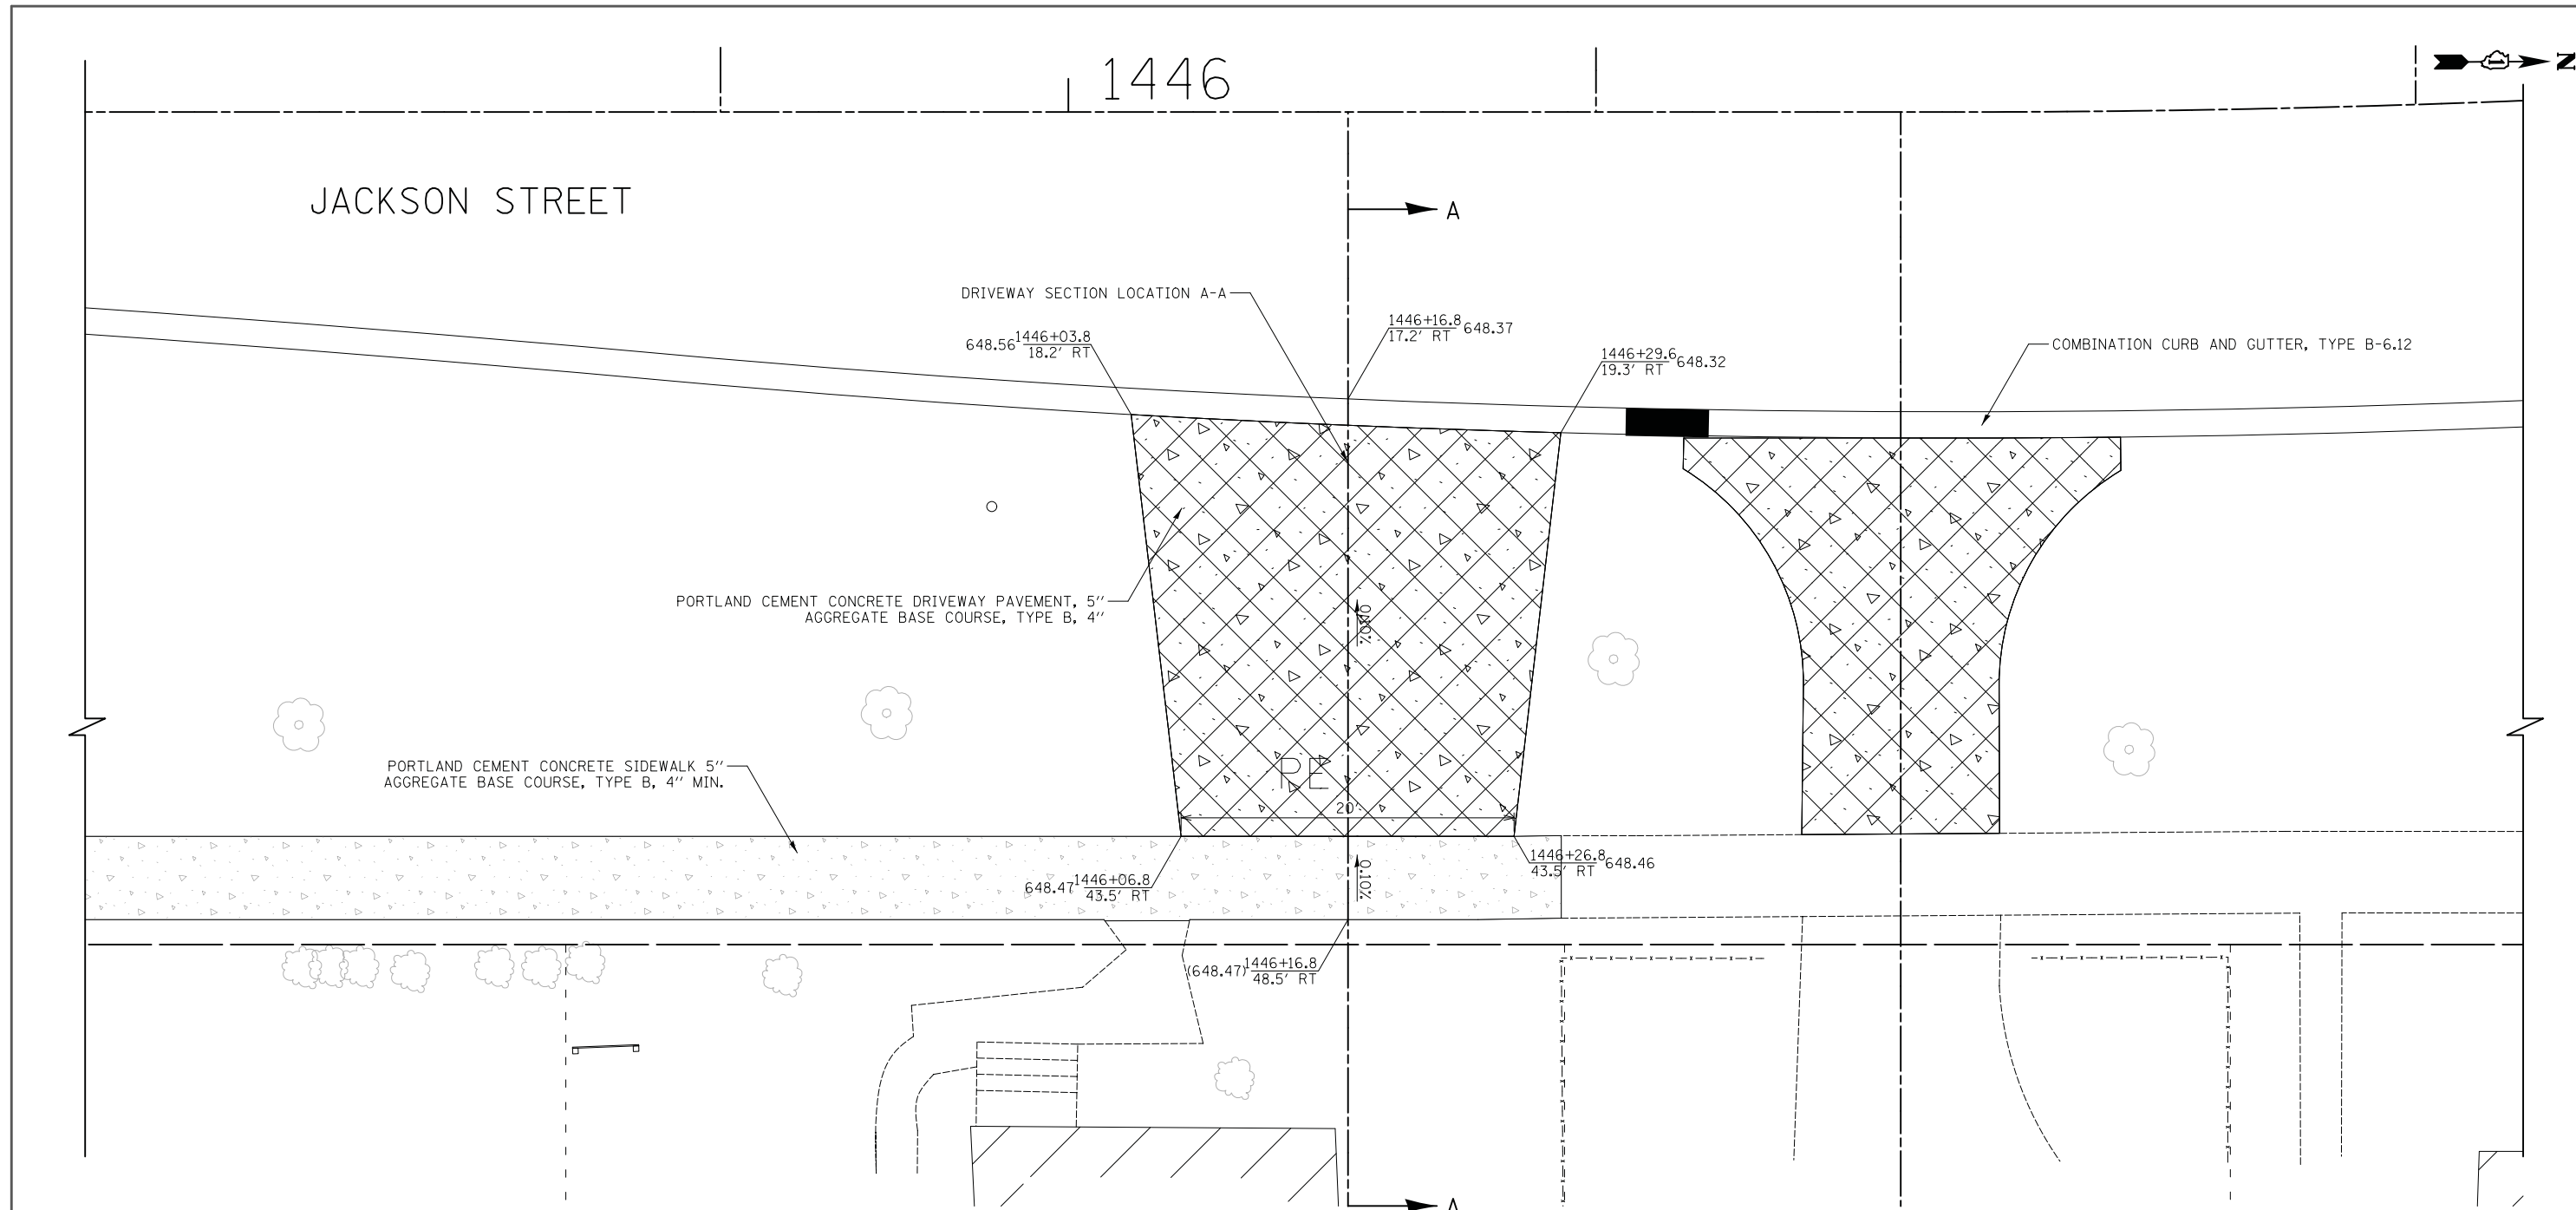 1446
N
JACKSON STREET
A
DRIVEWAY SECTION LOCATION A-A
648.56
1446+03.8
18.2' RT
1446+16.8
17.2' RT
648.37
1446+29.6
19.3' RT
648.32
COMBINATION CURB AND GUTTER, TYPE B-6.12
PORTLAND CEMENT CONCRETE DRIVEWAY PAVEMENT, 5"
AGGREGATE BASE COURSE, TYPE B, 4"
PORTLAND CEMENT CONCRETE SIDEWALK 5"
AGGREGATE BASE COURSE, TYPE B, 4" MIN.
PE
20'
648.47
1446+06.8
43.5' RT
0.10%
1446+26.8
43.5' RT
648.46
(648.47)
1446+16.8
48.5' RT
A